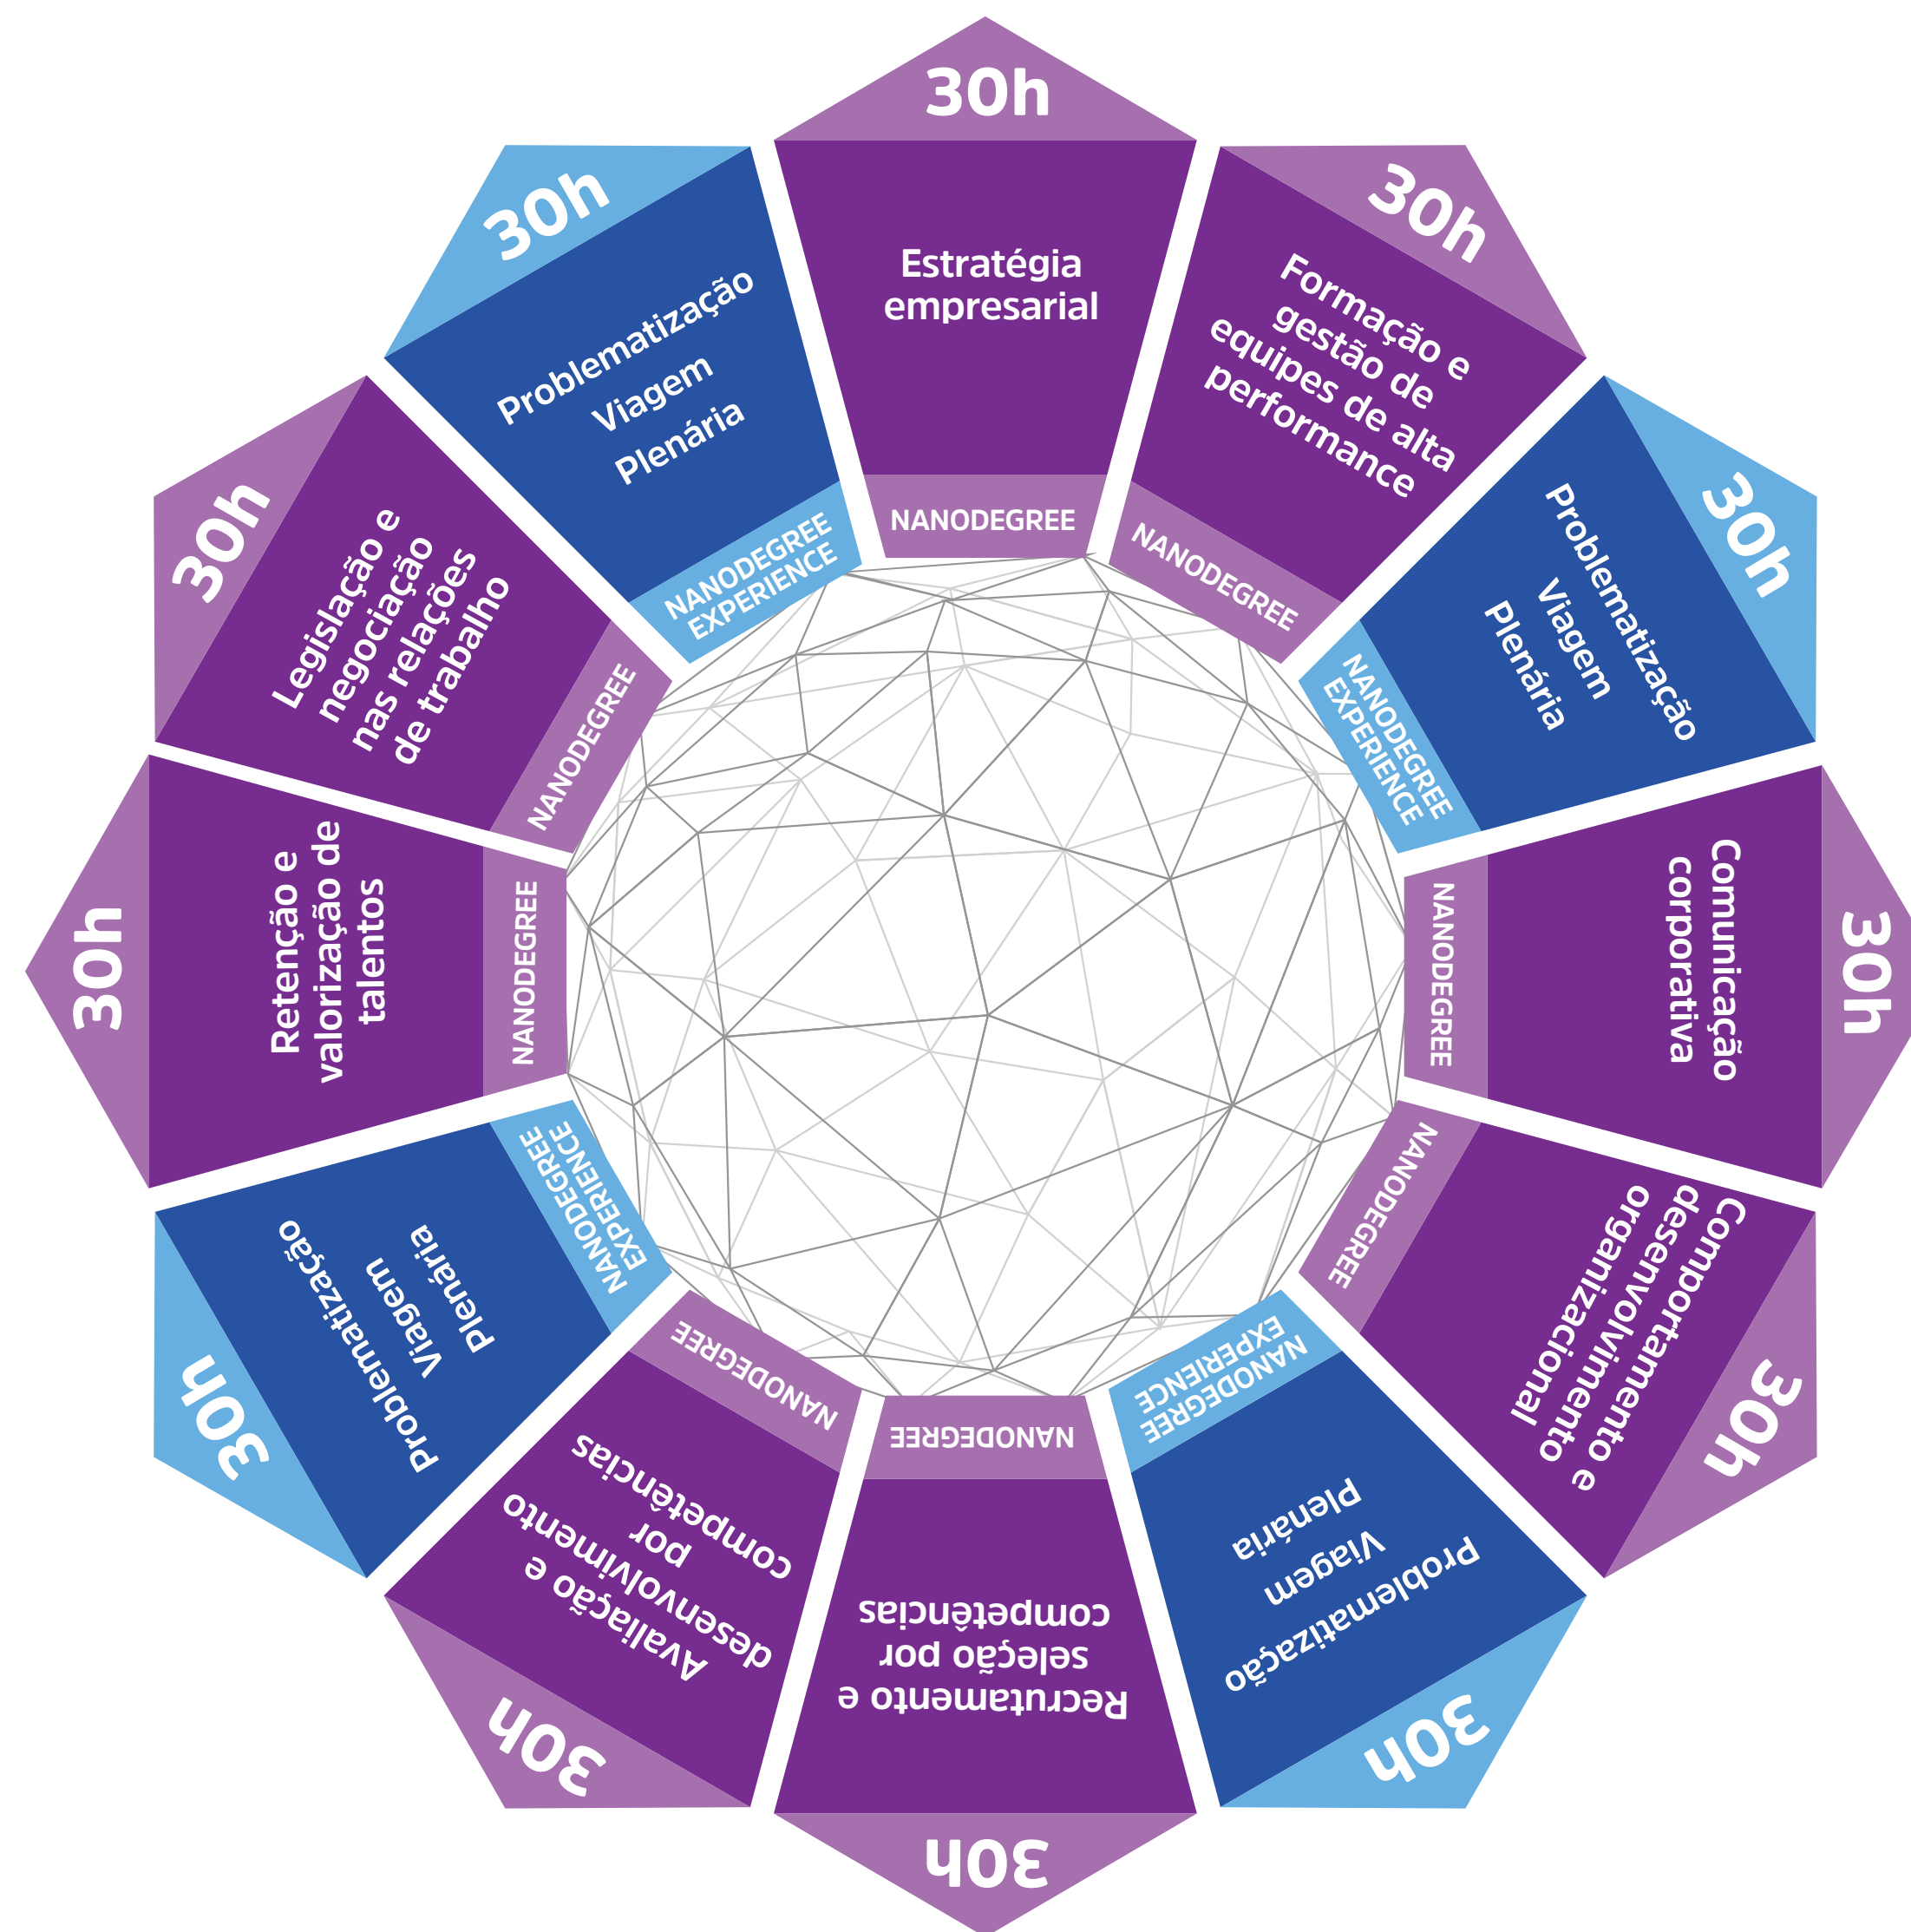 30h
Estratégia
empresarial
NANODEGREE
30h
Formação e
gestão de
equipes de alta
performance
NANODEGREE
30h
Problematização
Viagem
Plenária
NANODEGREE
EXPERIENCE
30h
Comunicação
corporativa
NANODEGREE
30h
Comportamento e
desenvolvimento
organizacional
NANODEGREE
30h
Problematização
Viagem
Plenária
NANODEGREE
EXPERIENCE
30h
Recrutamento e
seleção por
competências
NANODEGREE
30h
Avaliação e
desenvolvimento
por
competências
NANODEGREE
30h
Problematização
Viagem
Plenária
NANODEGREE
EXPERIENCE
30h
Retenção e
valorização de
talentos
NANODEGREE
30h
Legislação e
negociação
nas relações
de trabalho
NANODEGREE
30h
Problematização
Viagem
Plenária
NANODEGREE
EXPERIENCE